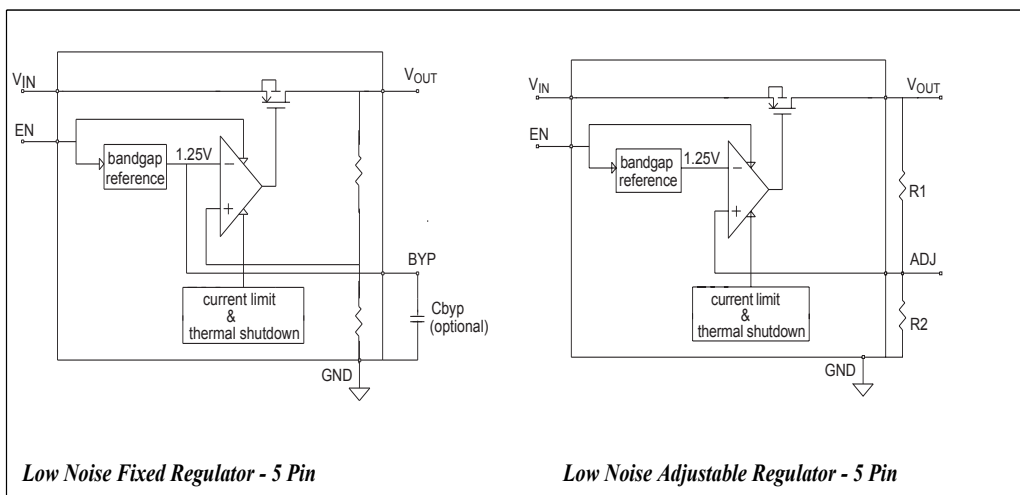 VIN
VOUT
EN
bandgap
reference
1.25V
−
+
BYP
current limit
&
thermal shutdown
Cbyp
(optional)
GND
Low Noise Fixed Regulator - 5 Pin
VIN
VOUT
EN
bandgap
reference
1.25V
−
+
R1
ADJ
current limit
&
thermal shutdown
R2
GND
Low Noise Adjustable Regulator - 5 Pin